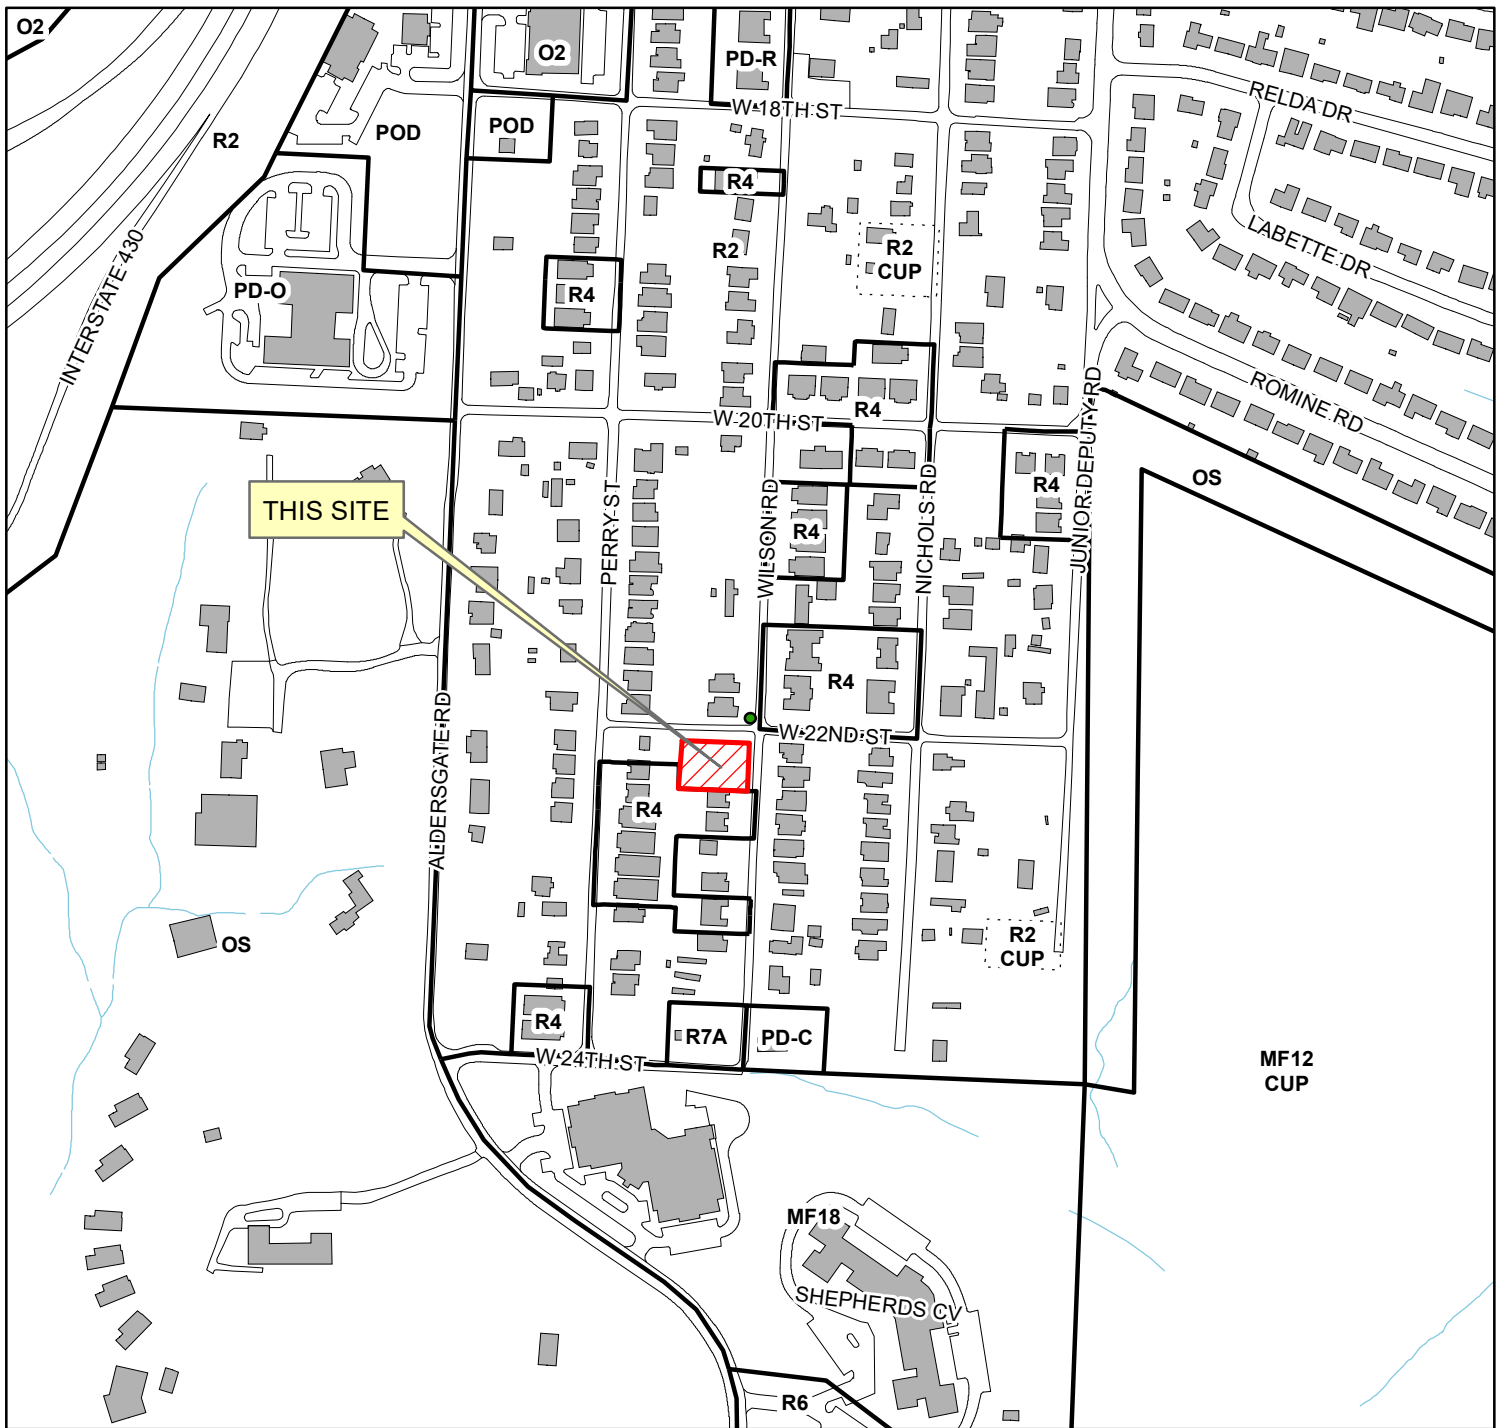 O2
O2
PD-R
W 18TH ST
RELDA DR
R2
POD
POD
R4
LABETTE DR
R2
R2
CUP
INTERSTATE 430
PD-O
R4
ROMINE RD
R4
W 20TH ST
JUNIOR DEPUTY RD
OS
THIS SITE
R4
PERRY ST
WILSON RD
R4
NICHOLS RD
R4
ALDERSGATE RD
W 22ND ST
R4
OS
R2
CUP
R4
R7A
PD-C
W 24TH ST
MF12
CUP
MF18
SHEPHERDS CV
R6